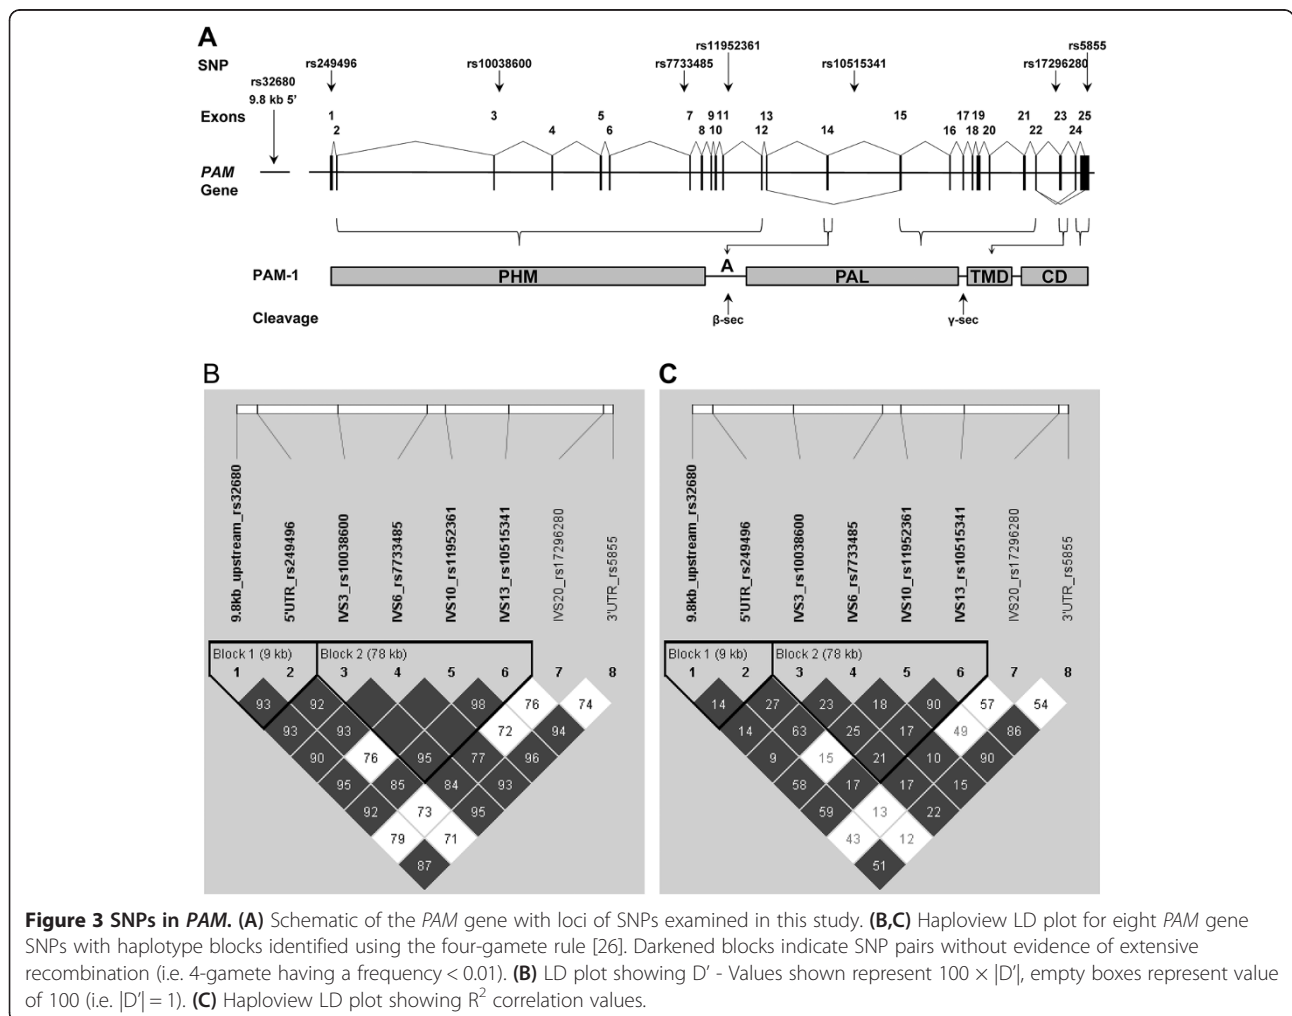 A
SNP
rs32680
9.8 kb 5'
rs249496
rs10038600
rs7733485
rs11952361
rs10515341
rs17296280
rs5855
Exons
1 3 5 7 9 11 13 15 17 19 21 23 25
2 4 6 8 10 12 14 16 18 20 22 24
PAM
Gene
PAM-1
PHM
A
PAL
TMD
CD
Cleavage
β-sec
γ-sec
B
9.8kb_upstream_rs32680
5'UTR_rs249496
IVS3_rs10038600
IVS6_rs7733485
IVS10_rs11952361
IVS13_rs10515341
IVS20_rs17296280
3'UTR_rs5855
Block 1 (9 kb)
Block 2 (78 kb)
1 2 3 4 5 6 7 8
93 92 98 76 74
93 93 72 94
90 76 95 77 96
95 85 84 93
92 73 95
79 71
87
C
9.8kb_upstream_rs32680
5'UTR_rs249496
IVS3_rs10038600
IVS6_rs7733485
IVS10_rs11952361
IVS13_rs10515341
IVS20_rs17296280
3'UTR_rs5855
Block 1 (9 kb)
Block 2 (78 kb)
1 2 3 4 5 6 7 8
14 27 23 18 90 57 54
14 63 25 17 49 86
9 15 21 10 90
58 17 17 15
59 13 22
43 12
51
Figure 3 SNPs in PAM. (A) Schematic of the PAM gene with loci of SNPs examined in this study. (B,C) Haploview LD plot for eight PAM gene
SNPs with haplotype blocks identified using the four-gamete rule [26]. Darkened blocks indicate SNP pairs without evidence of extensive
recombination (i.e. 4-gamete having a frequency < 0.01). (B) LD plot showing D' - Values shown represent 100 × |D'|, empty boxes represent value
of 100 (i.e. |D'| = 1). (C) Haploview LD plot showing R² correlation values.